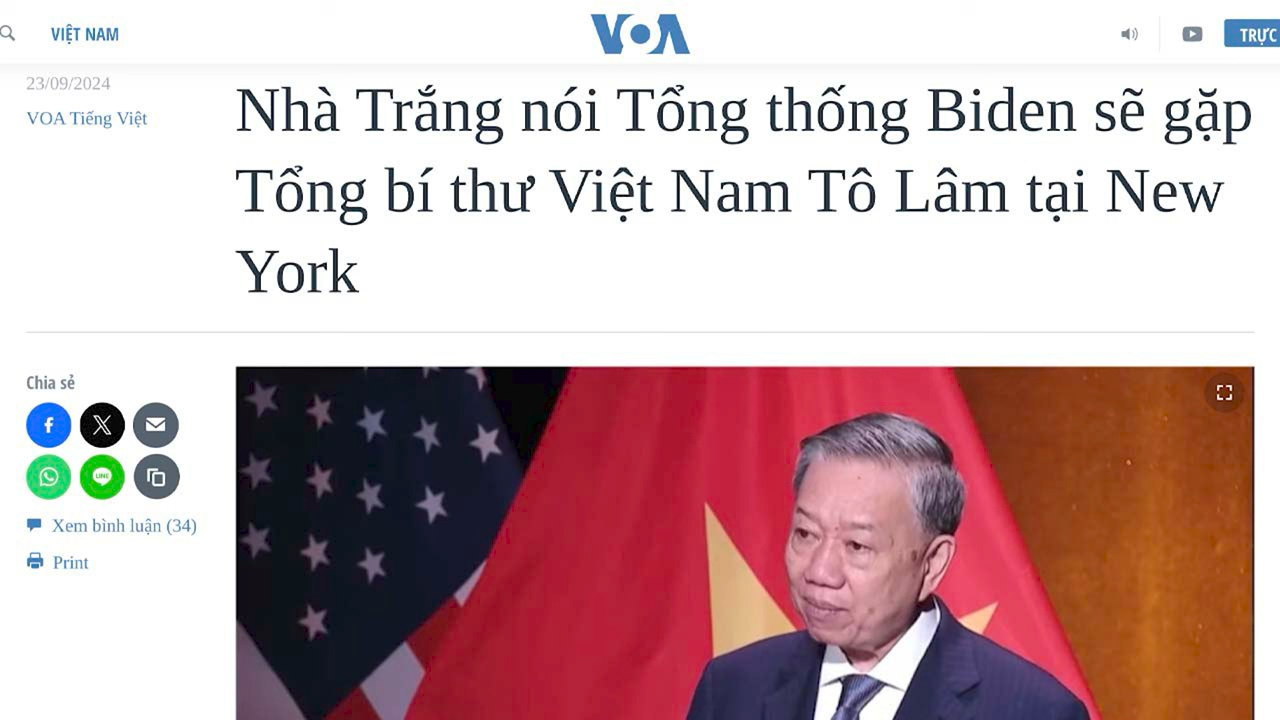 VIỆT NAM
VOA
TRỰC
23/09/2024
VOA Tiếng Việt
Nhà Trắng nói Tổng thống Biden sẽ gặp
Tổng bí thư Việt Nam Tô Lâm tại New
York
Chia sẻ
LINE
Xem bình luận (34)
Print